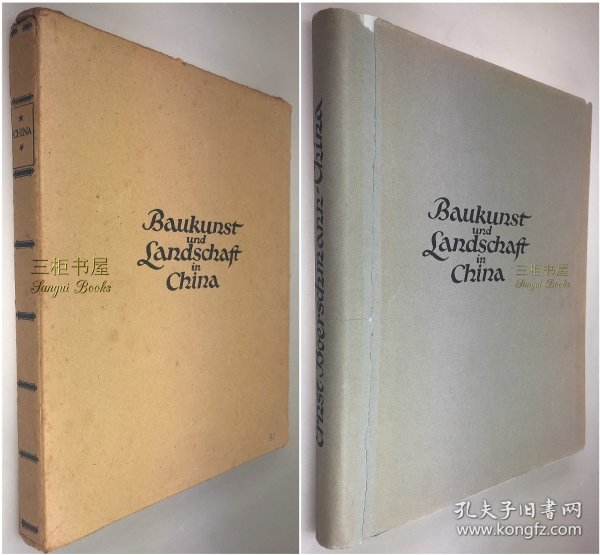 ★
CHINA
★
Baukunst
und
Landschaft
in
China
三柜书屋
Sangui Books
51
Ernst Boerschmann China
Baukunst
und
Landschaft
in
China
三柜书屋
Sangui Books
孔夫子旧书网
www.kongfz.com